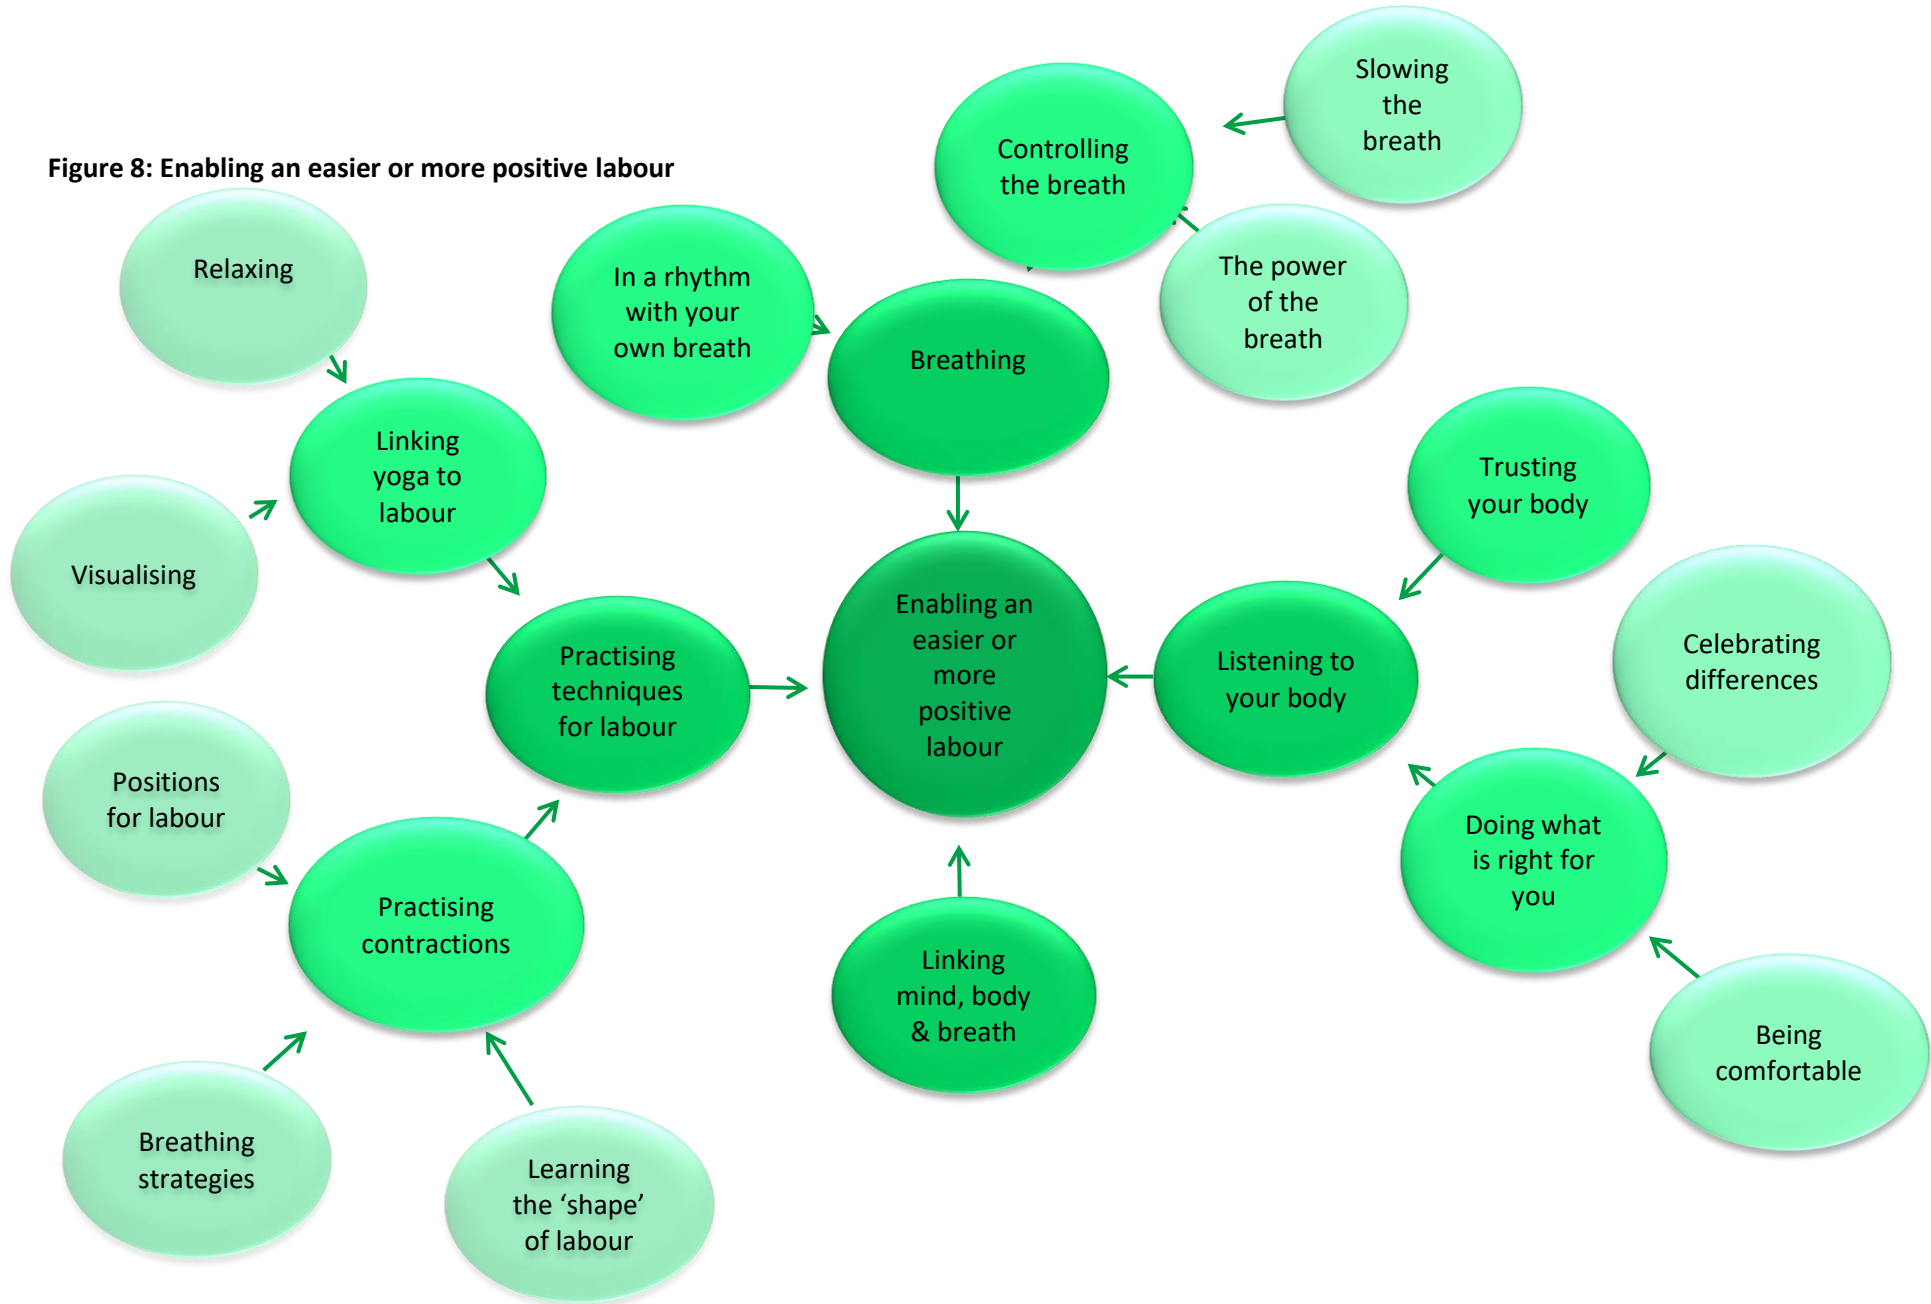 Figure 8: Enabling an easier or more positive labour
Slowing
the
breath
Controlling
the breath
The power
of the
breath
In a rhythm
with your
own breath
Breathing
Relaxing
Linking
yoga to
labour
Visualising
Practising
techniques
for labour
Positions
for labour
Practising
contractions
Breathing
strategies
Learning
the ‘shape’
of labour
Enabling an
easier or
more
positive
labour
Linking
mind, body
& breath
Listening to
your body
Trusting
your body
Celebrating
differences
Doing what
is right for
you
Being
comfortable